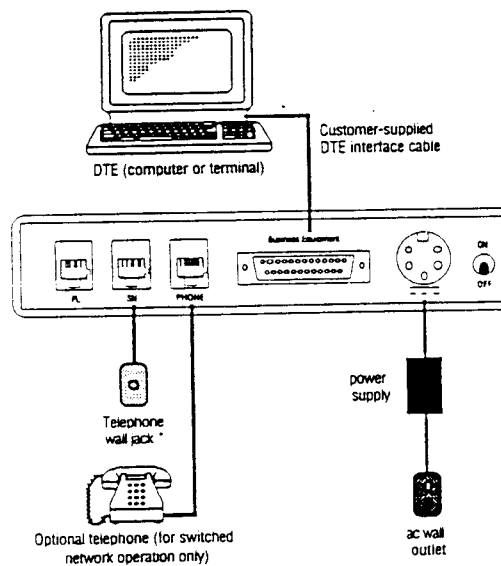 DTE (computer or terminal)
Customer-supplied
DTE interface cable
Business Equipment
PL
SN
PHONE
ON
OFF
Telephone
wall jack
power
supply
Optional telephone (for switched
network operation only)
ac wall
outlet